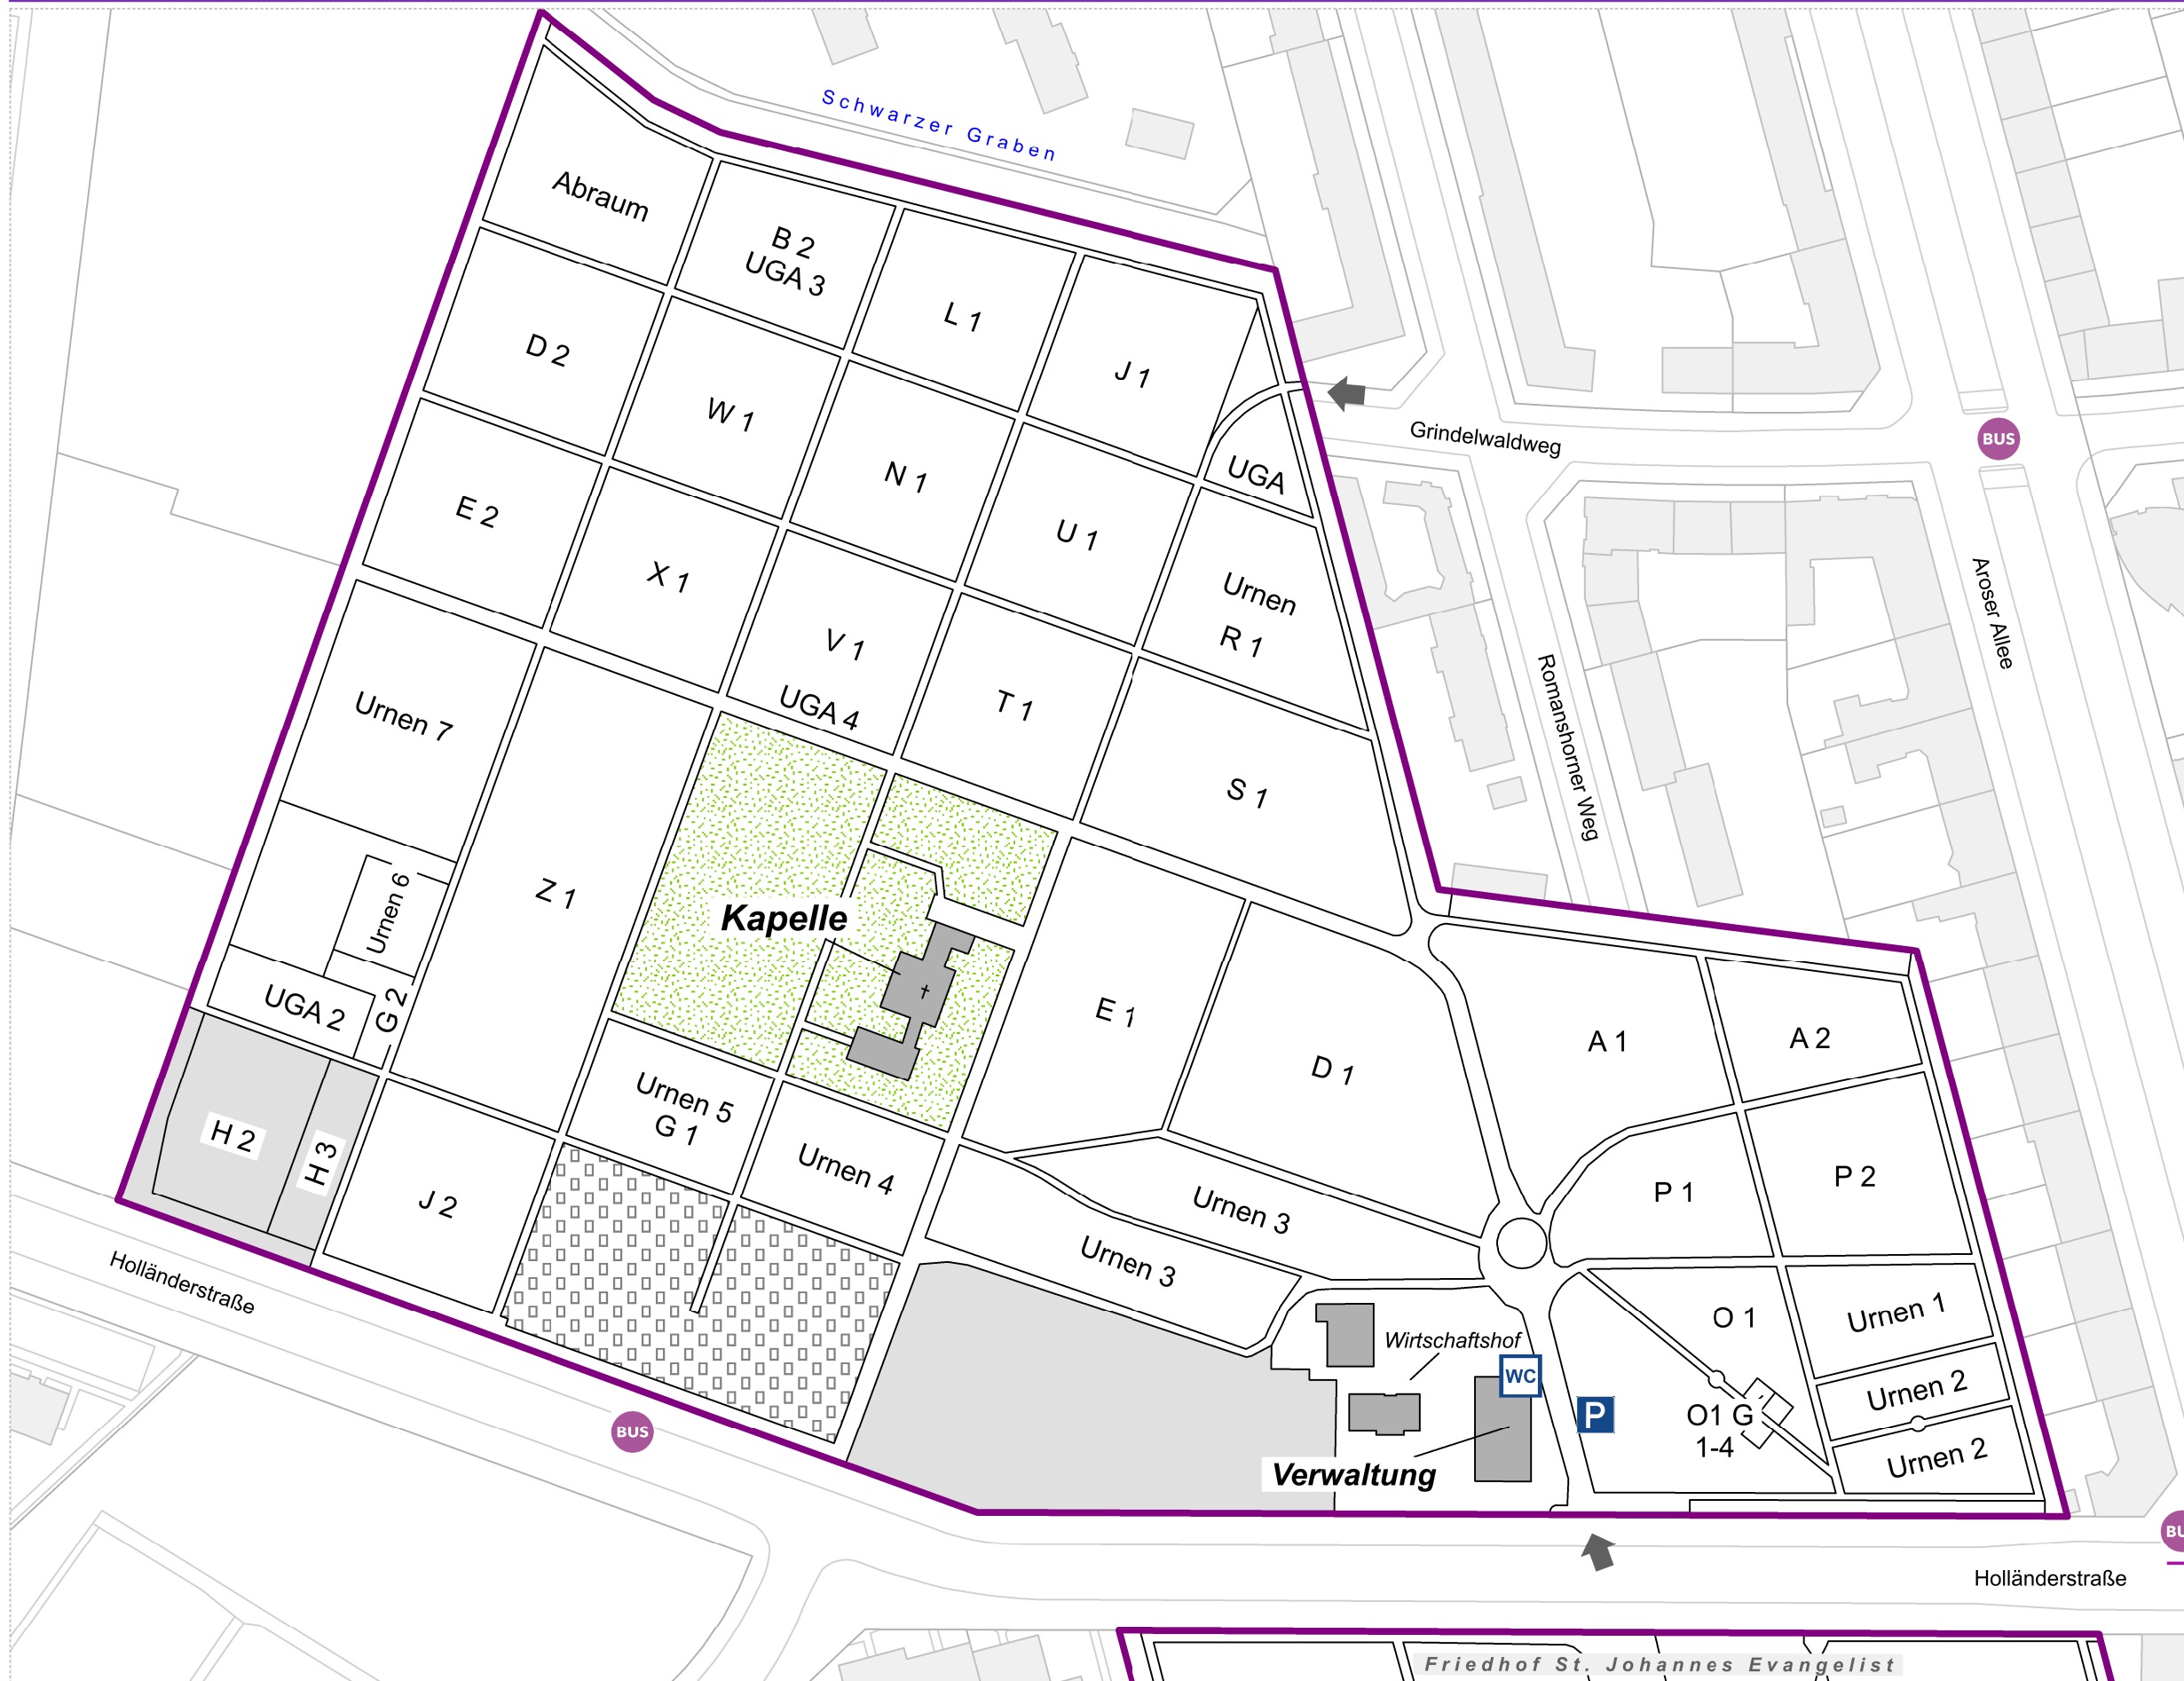 Schwarzer Graben
Abraum
B 2
UGA 3
L 1
J 1
D 2
W 1
N 1
U 1
UGA
Grindelwaldweg
BUS
E 2
X 1
V 1
UGA 4
T 1
Urnen
R 1
Aroser Allee
Romanshorner Weg
Urnen 7
Z 1
S 1
Kapelle
Urnen 6
UGA 2
G 2
E 1
D 1
A 1
A 2
H 2
H 3
J 2
Urnen 5
G 1
Urnen 4
Urnen 3
Urnen 3
P 1
P 2
O 1
Urnen 1
Urnen 2
Urnen 2
O1 G
1-4
Wirtschaftshof
WC
P
Verwaltung
Holländerstraße
BUS
BU
Holländerstraße
Friedhof St. Johannes Evangelist